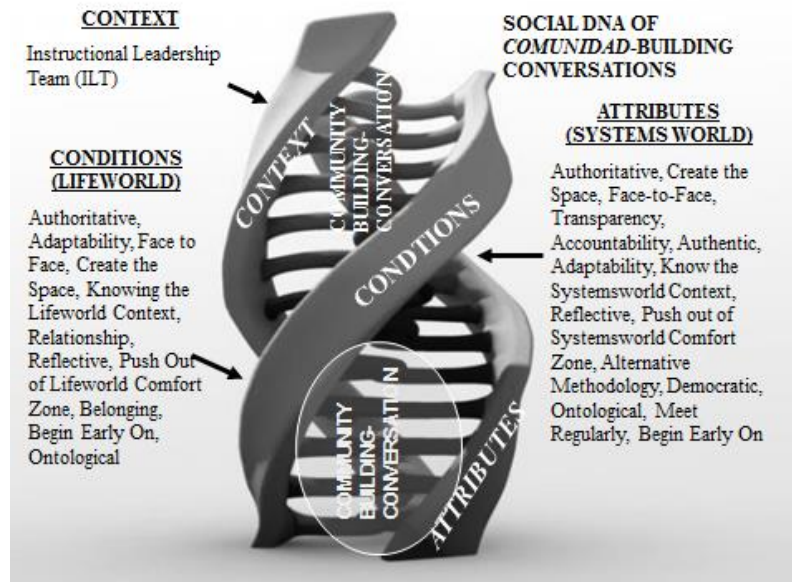 CONTEXT
Instructional Leadership
Team (ILT)
SOCIAL DNA OF
COMUNIDAD-BUILDING
CONVERSATIONS
CONDITIONS
(LIFEWORLD)
Authoritative,
Adaptability, Face to
Face, Create the
Space, Knowing the
Lifeworld Context,
Relationship,
Reflective, Push Out
of Lifeworld Comfort
Zone, Belonging,
Begin Early On,
Ontological
ATTRIBUTES
(SYSTEMS WORLD)
Authoritative, Create the
Space, Face-to-Face,
Transparency,
Accountability, Authentic,
Adaptability, Know the
Systemsworld Context,
Reflective, Push out of
Systemsworld Comfort
Zone, Alternative
Methodology, Democratic,
Ontological, Meet
Regularly, Begin Early On
CONTEXT
COMMUNITY
BUILDING-
CONVERSATION
CONDTIONS
COMMUNITY
BUILDING-
CONVERSATION
ATTRIBUTES